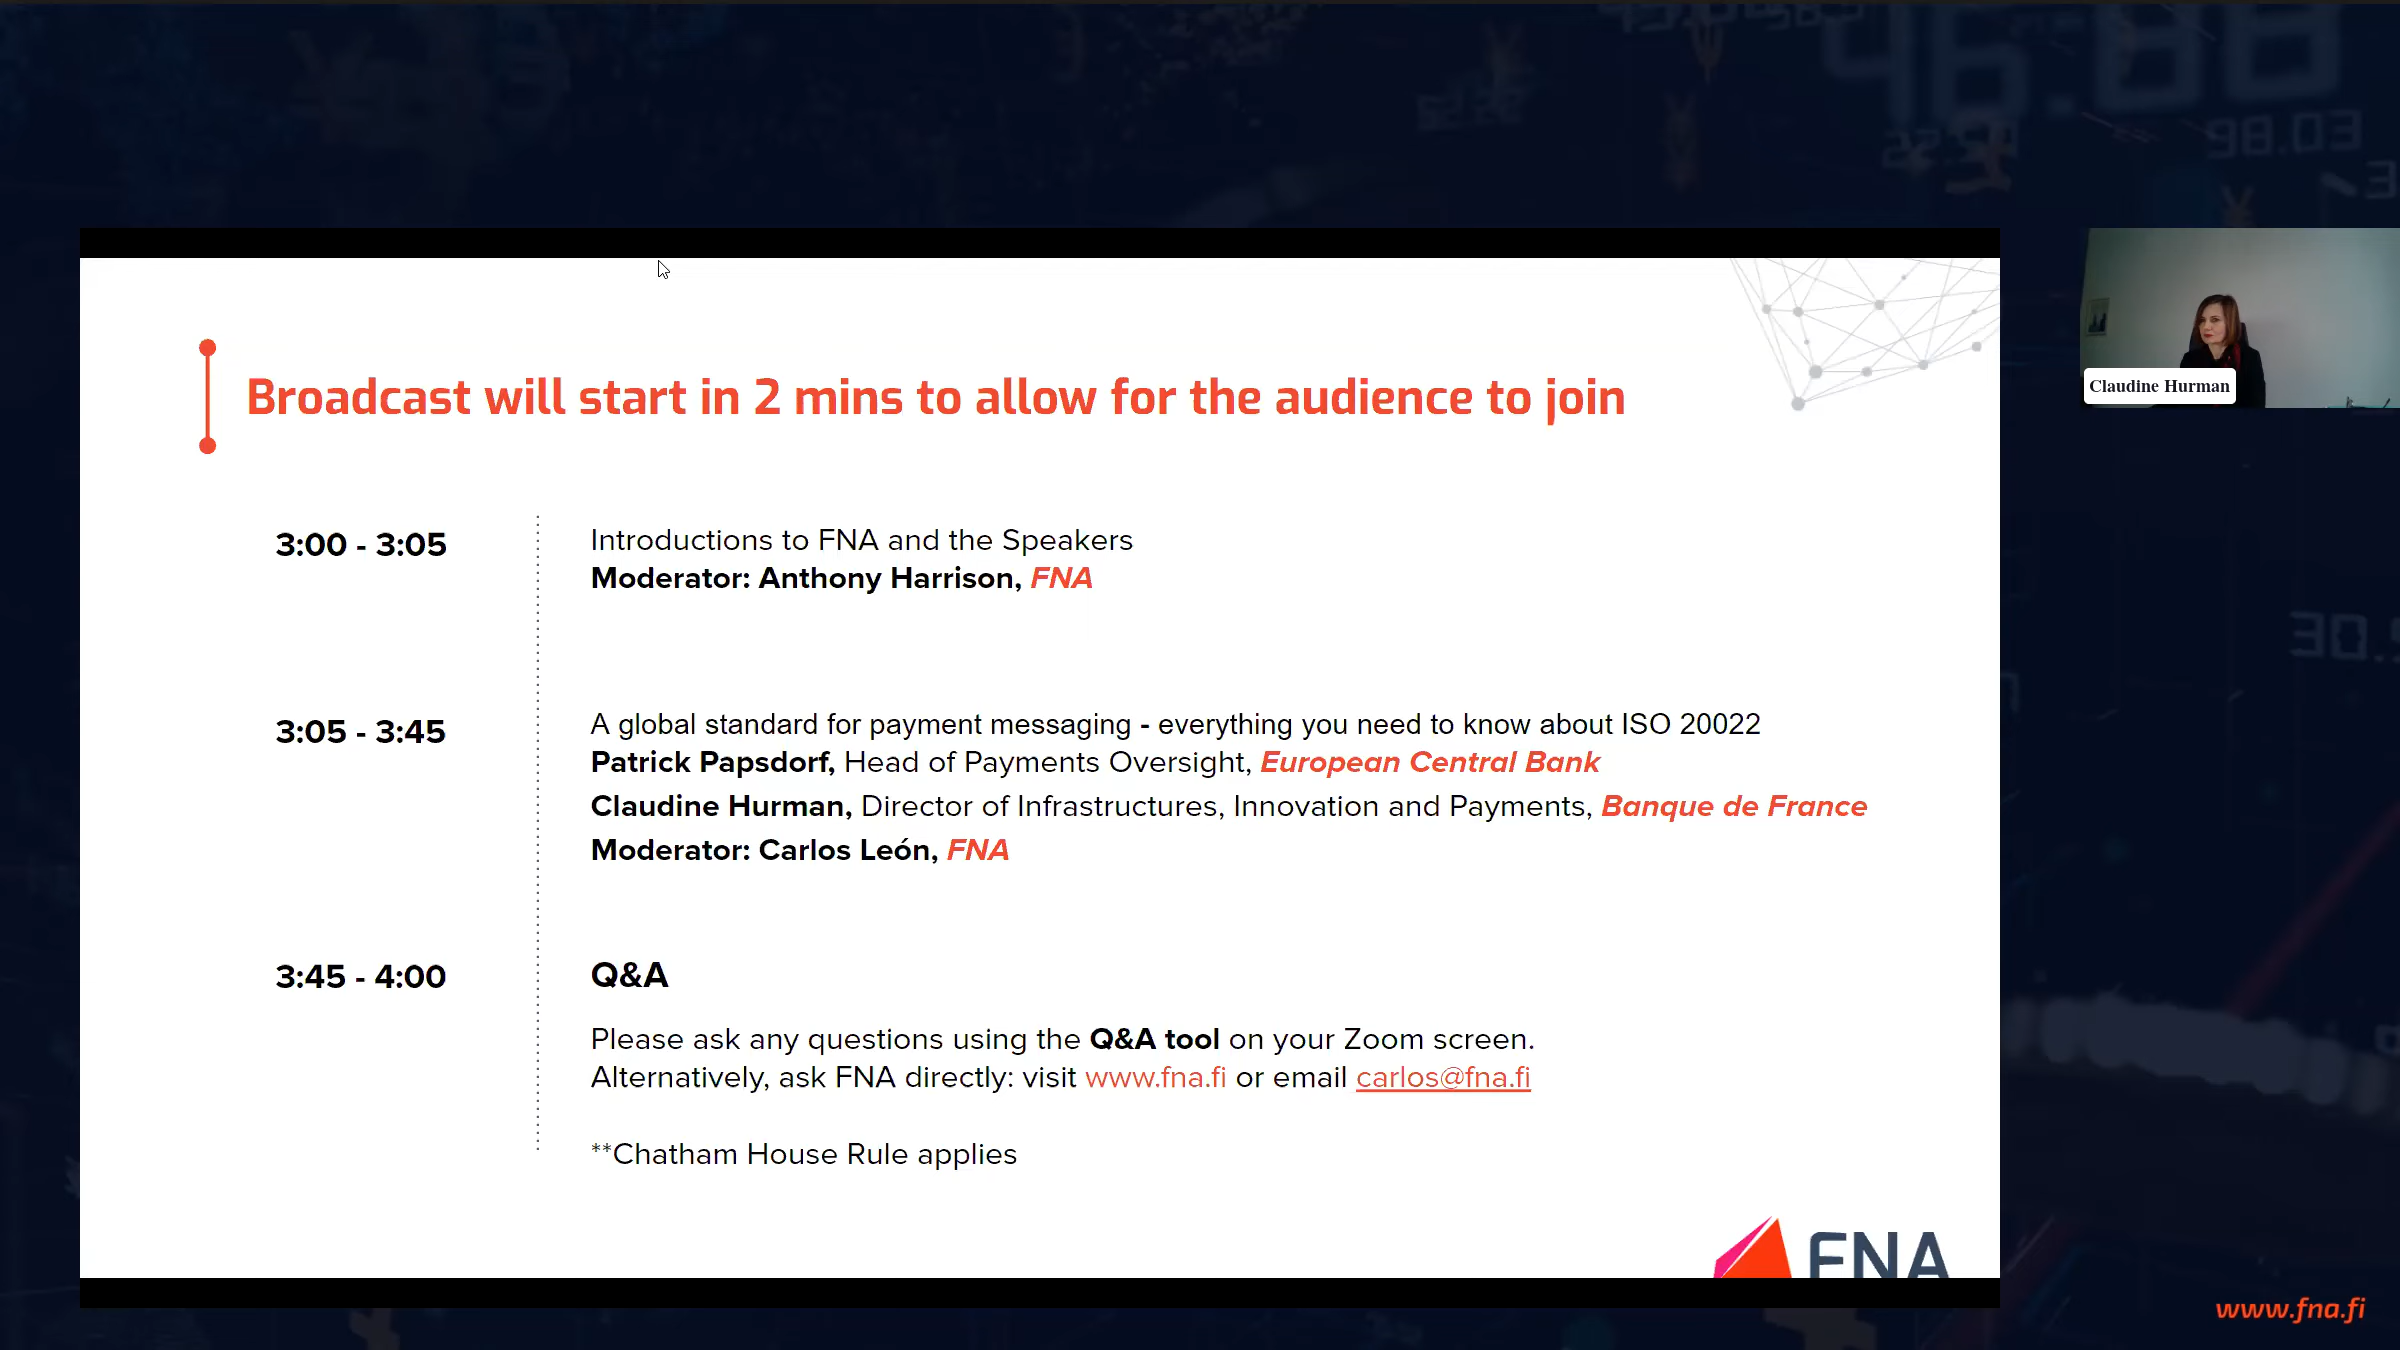 46.88
98.03
Claudine Hurman
Broadcast will start in 2 mins to allow for the audience to join
3:00 - 3:05
Introductions to FNA and the Speakers
Moderator: Anthony Harrison, FNA
3:05 - 3:45
A global standard for payment messaging - everything you need to know about ISO 20022
Patrick Papsdorf, Head of Payments Oversight, European Central Bank
Claudine Hurman, Director of Infrastructures, Innovation and Payments, Banque de France
Moderator: Carlos León, FNA
3:45 - 4:00
Q&A
Please ask any questions using the Q&A tool on your Zoom screen.
Alternatively, ask FNA directly: visit www.fna.fi or email carlos@fna.fi
**Chatham House Rule applies
FNA
www.fna.fi